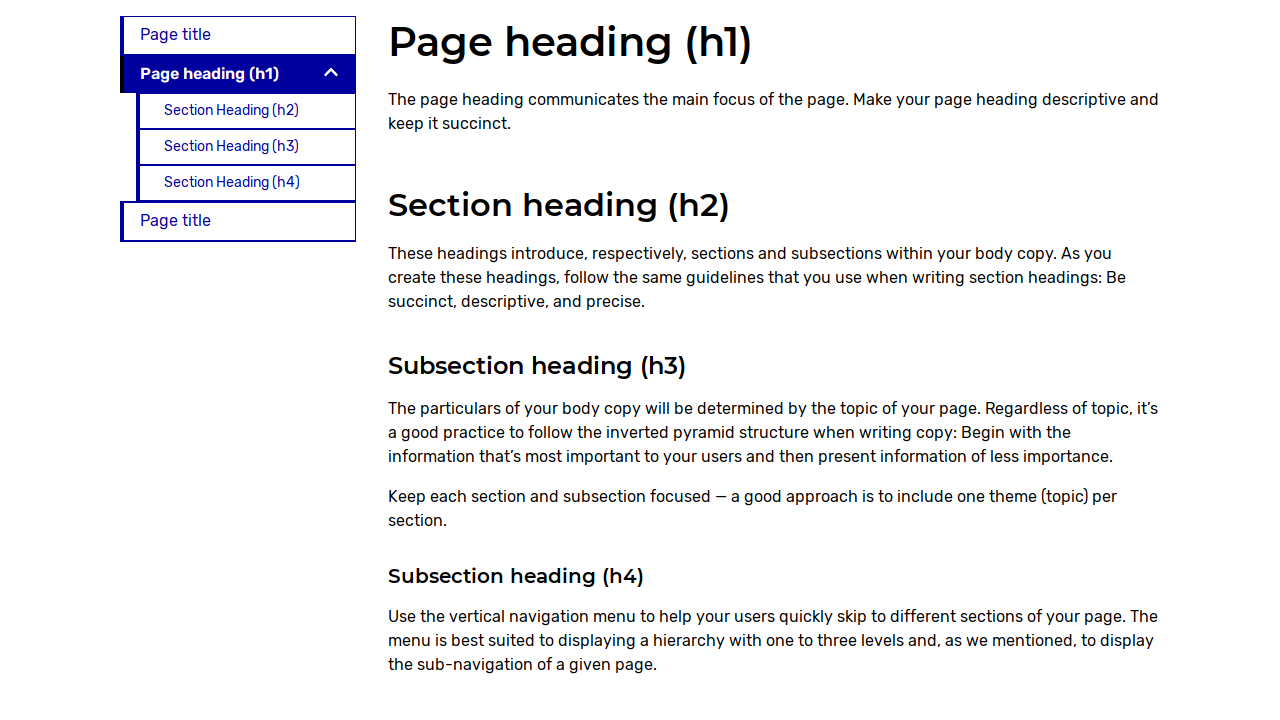 Page title
Page heading (h1)
Section Heading (h2)
Section Heading (h3)
Section Heading (h4)
Page title
Page heading (h1)
The page heading communicates the main focus of the page. Make your page heading descriptive and
keep it succinct.
Section heading (h2)
These headings introduce, respectively, sections and subsections within your body copy. As you
create these headings, follow the same guidelines that you use when writing section headings: Be
succinct, descriptive, and precise.
Subsection heading (h3)
The particulars of your body copy will be determined by the topic of your page. Regardless of topic, it’s
a good practice to follow the inverted pyramid structure when writing copy: Begin with the
information that’s most important to your users and then present information of less importance.
Keep each section and subsection focused — a good approach is to include one theme (topic) per
section.
Subsection heading (h4)
Use the vertical navigation menu to help your users quickly skip to different sections of your page. The
menu is best suited to displaying a hierarchy with one to three levels and, as we mentioned, to display
the sub-navigation of a given page.